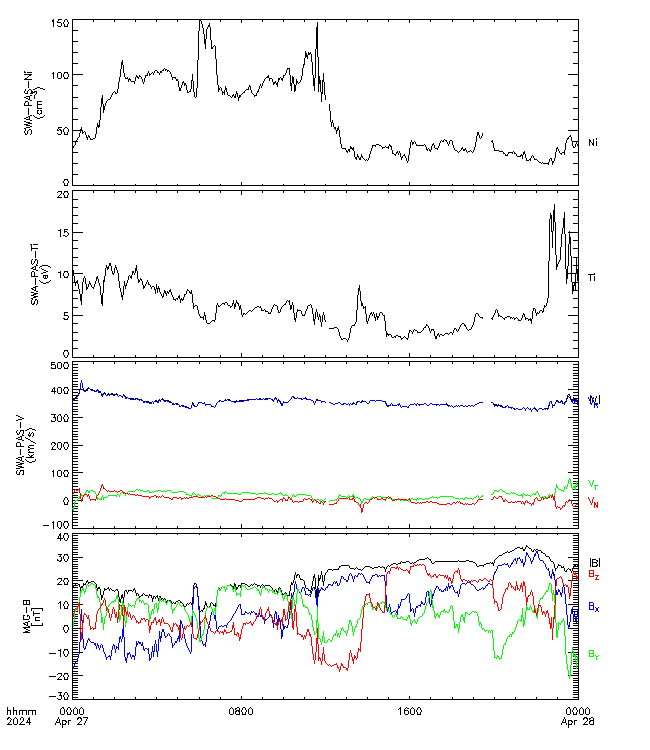 150
100
50
0
SWA-PAS-Ni
(cm⁻³)
Ni
20
15
10
5
0
SWA-PAS-Ti
(eV)
Ti
500
400
300
200
100
0
-100
SWA-PAS-V
(km/s)
|V|
V_T
V_N
40
30
20
10
0
-10
-20
-30
MAG-B
[nT]
|B|
B_Z
B_X
B_Y
hhmm 0000 0800 1600 0000
2024 Apr 27 Apr 28